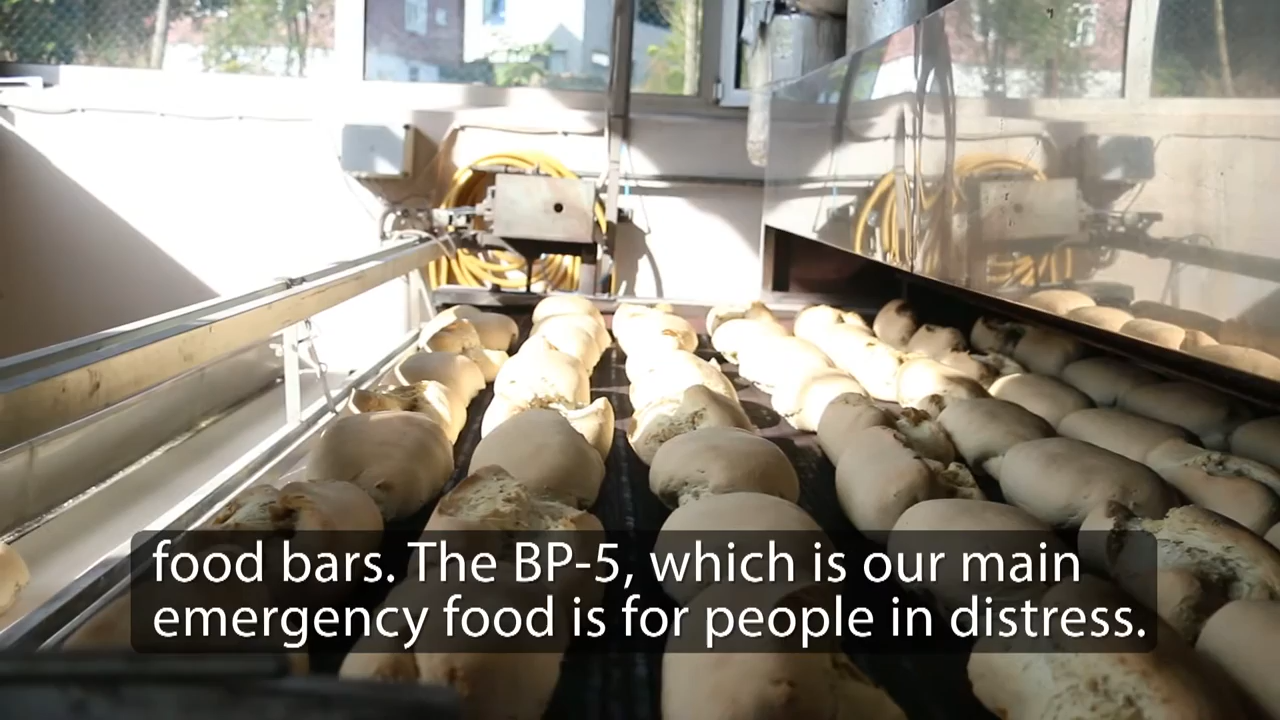 food bars. The BP-5, which is our main
emergency food is for people in distress.